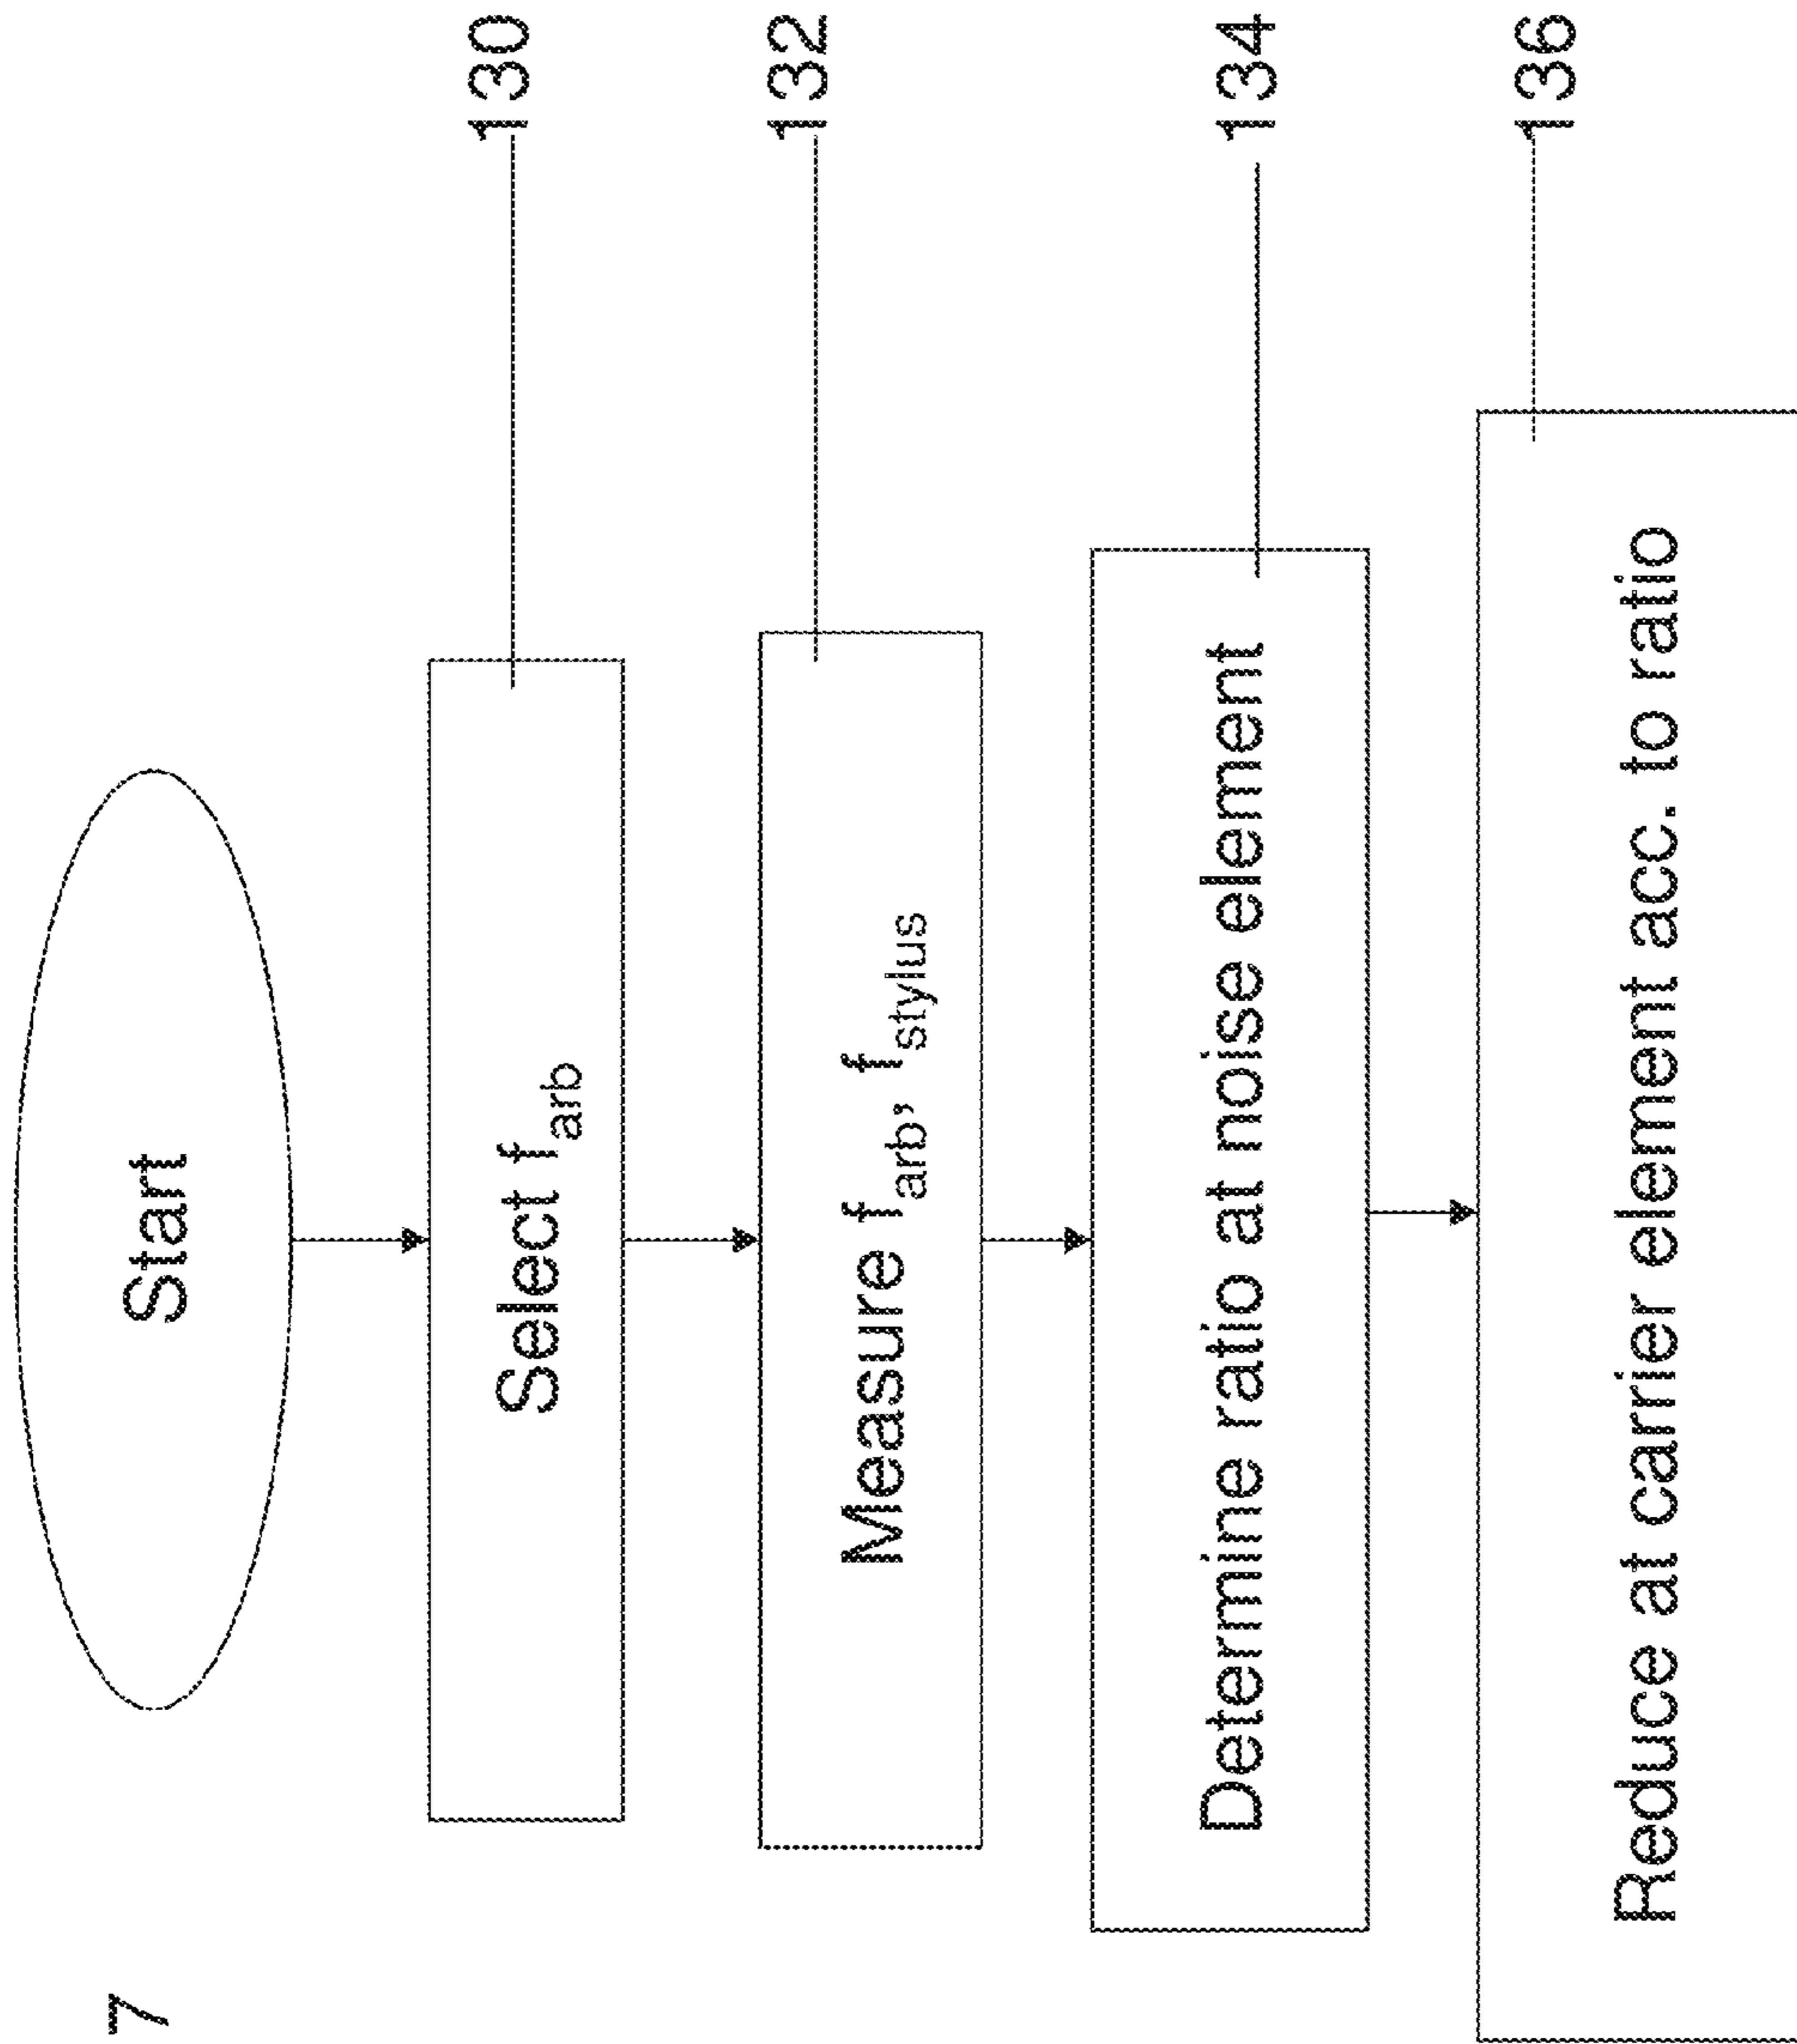 7
Start
Select f_arb
130
Measure f_arb, f_stylus
132
Determine ratio at noise element
134
Reduce at carrier element acc. to ratio
136